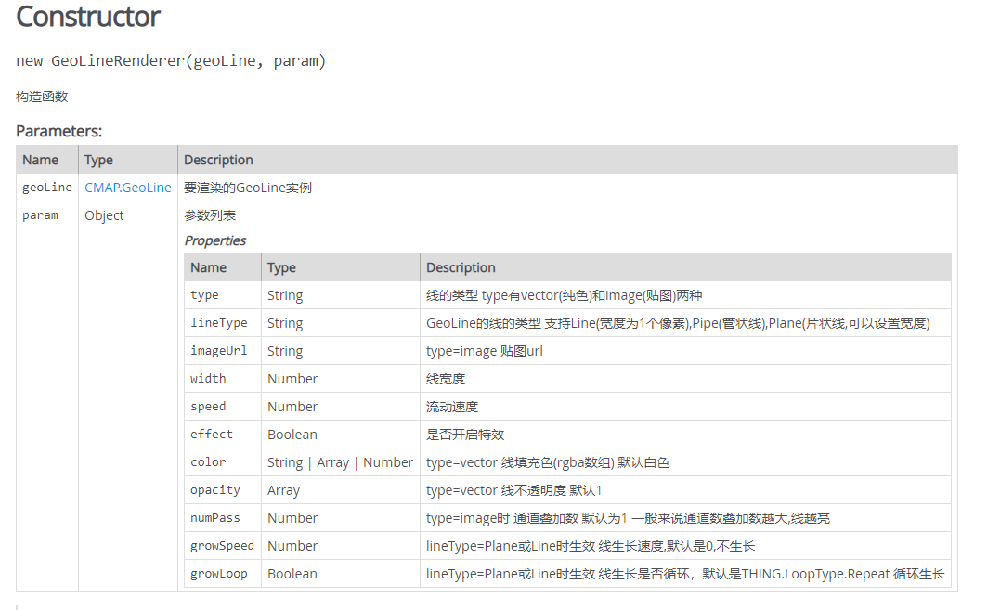 Constructor
new GeoLineRenderer(geoLine, param)
构造函数
Parameters:
Name Type Description
geoLine CMAP.GeoLine 要渲染的GeoLine实例
param Object 参数列表
Properties
Name Type Description
type String 线的类型 type有vector(纯色)和image(贴图)两种
lineType String GeoLine的线的类型 支持Line(宽度为1个像素),Pipe(管状线),Plane(片状线,可以设置宽度)
imageUrl String type=image 贴图url
width Number 线宽度
speed Number 流动速度
effect Boolean 是否开启特效
color String | Array | Number type=vector 线填充色(rgba数组) 默认白色
opacity Array type=vector 线不透明度 默认1
numPass Number type=image时 通道叠加数 默认为1 一般来说通道数叠加数越大,线越亮
growSpeed Number lineType=Plane或Line时生效 线生长速度,默认是0,不生长
growLoop Boolean lineType=Plane或Line时生效 线生长是否循环，默认是THING.LoopType.Repeat 循环生长